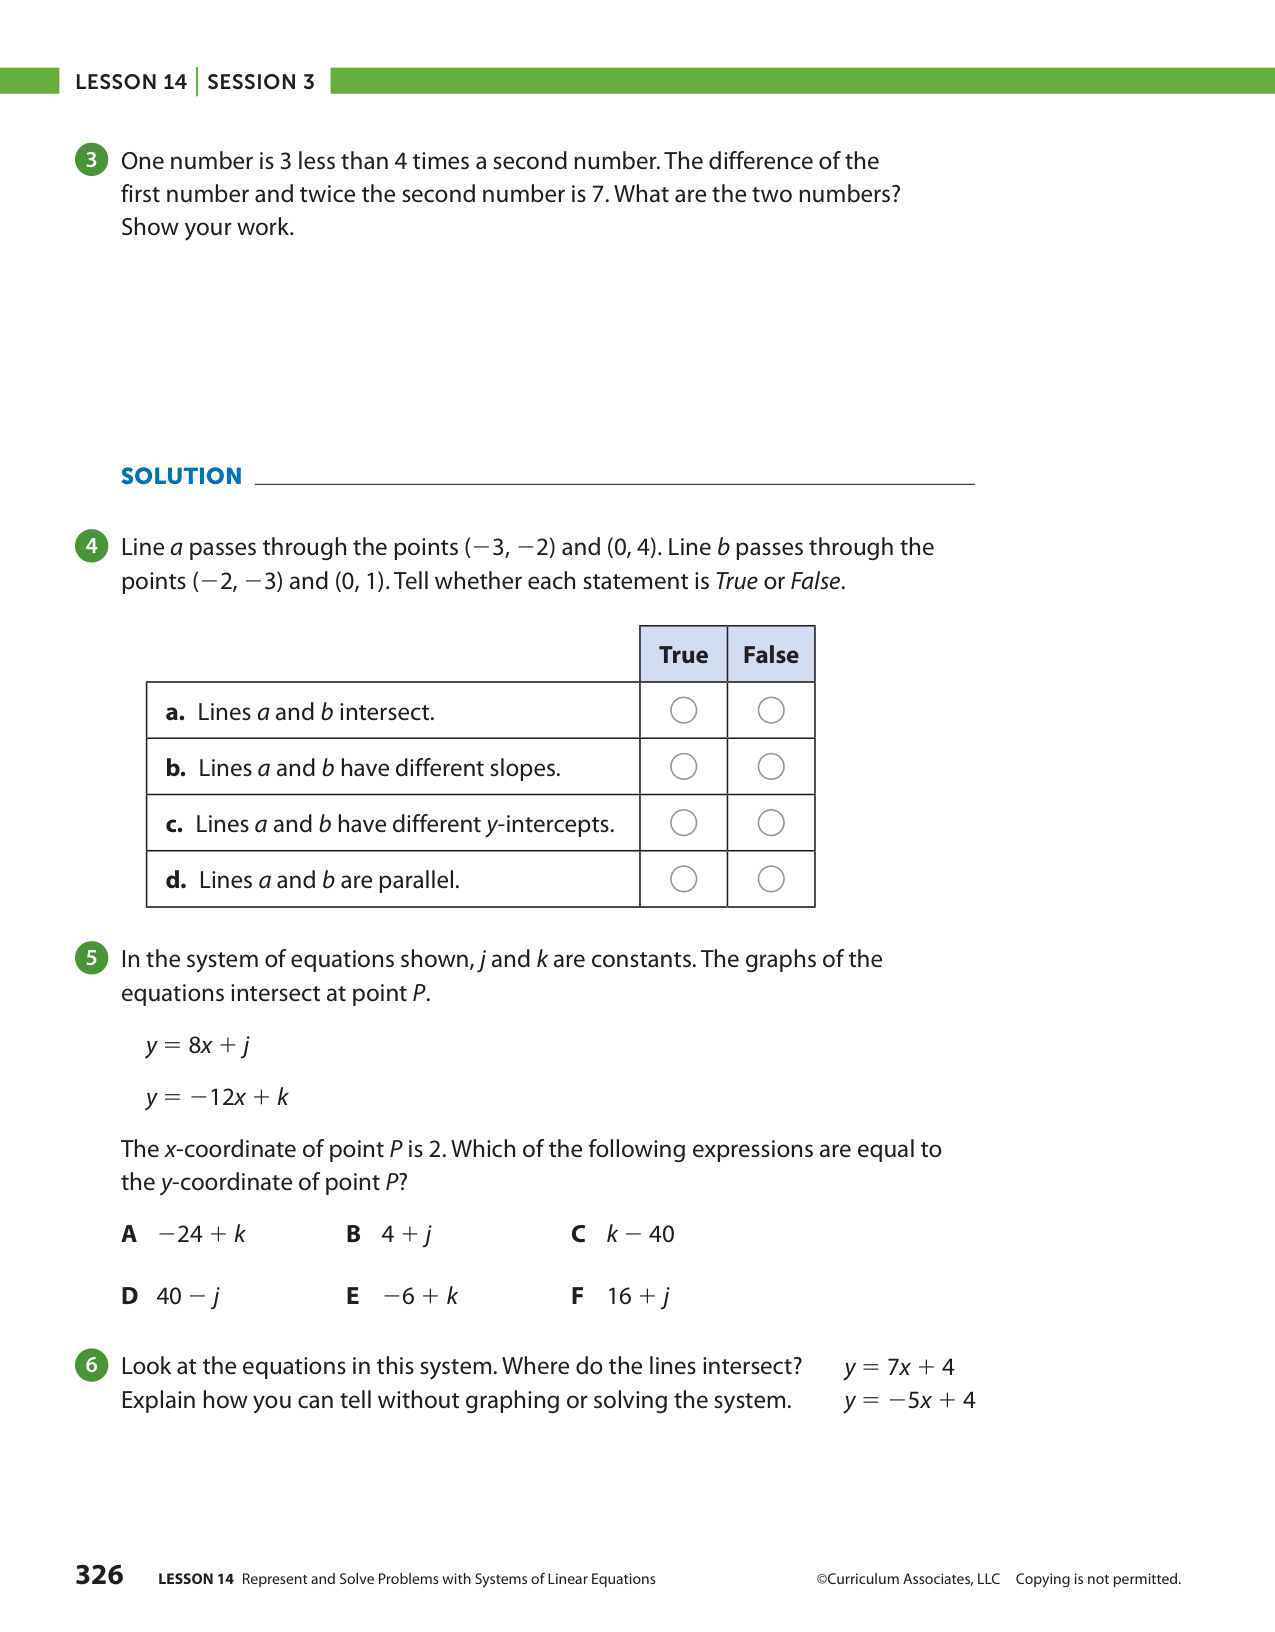 LESSON 14 | SESSION 3
3 One number is 3 less than 4 times a second number. The difference of the
first number and twice the second number is 7. What are the two numbers?
Show your work.
SOLUTION
4 Line a passes through the points (−3, −2) and (0, 4). Line b passes through the
points (−2, −3) and (0, 1). Tell whether each statement is True or False.
True False
a. Lines a and b intersect.
b. Lines a and b have different slopes.
c. Lines a and b have different y-intercepts.
d. Lines a and b are parallel.
5 In the system of equations shown, j and k are constants. The graphs of the
equations intersect at point P.
y = 8x + j
y = −12x + k
The x-coordinate of point P is 2. Which of the following expressions are equal to
the y-coordinate of point P?
A −24 + k B 4 + j C k − 40
D 40 − j E −6 + k F 16 + j
6 Look at the equations in this system. Where do the lines intersect? y = 7x + 4
Explain how you can tell without graphing or solving the system. y = −5x + 4
326 LESSON 14 Represent and Solve Problems with Systems of Linear Equations ©Curriculum Associates, LLC Copying is not permitted.